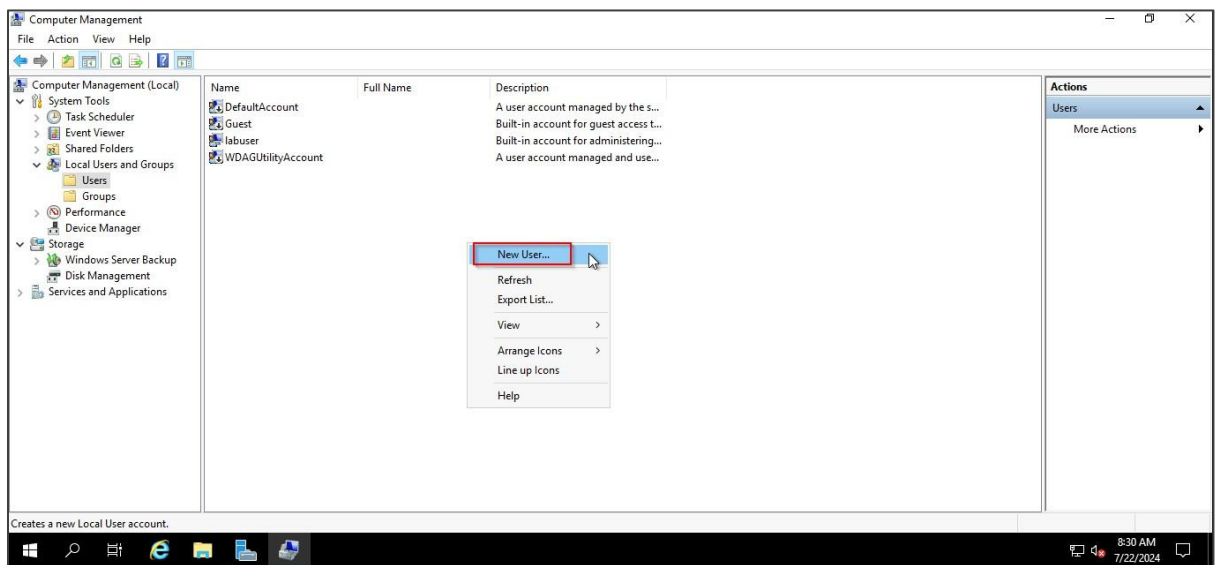 Computer Management
File Action View Help
Computer Management (Local)
System Tools
Task Scheduler
Event Viewer
Shared Folders
Local Users and Groups
Users
Groups
Performance
Device Manager
Storage
Windows Server Backup
Disk Management
Services and Applications
Name Full Name Description
DefaultAccount A user account managed by the s...
Guest Built-in account for guest access t...
labuser Built-in account for administering...
WDAGUtilityAccount A user account managed and use...
New User...
Refresh
Export List...
View
Arrange Icons
Line up Icons
Help
Actions
Users
More Actions
Creates a new Local User account.
8:30 AM
7/22/2024